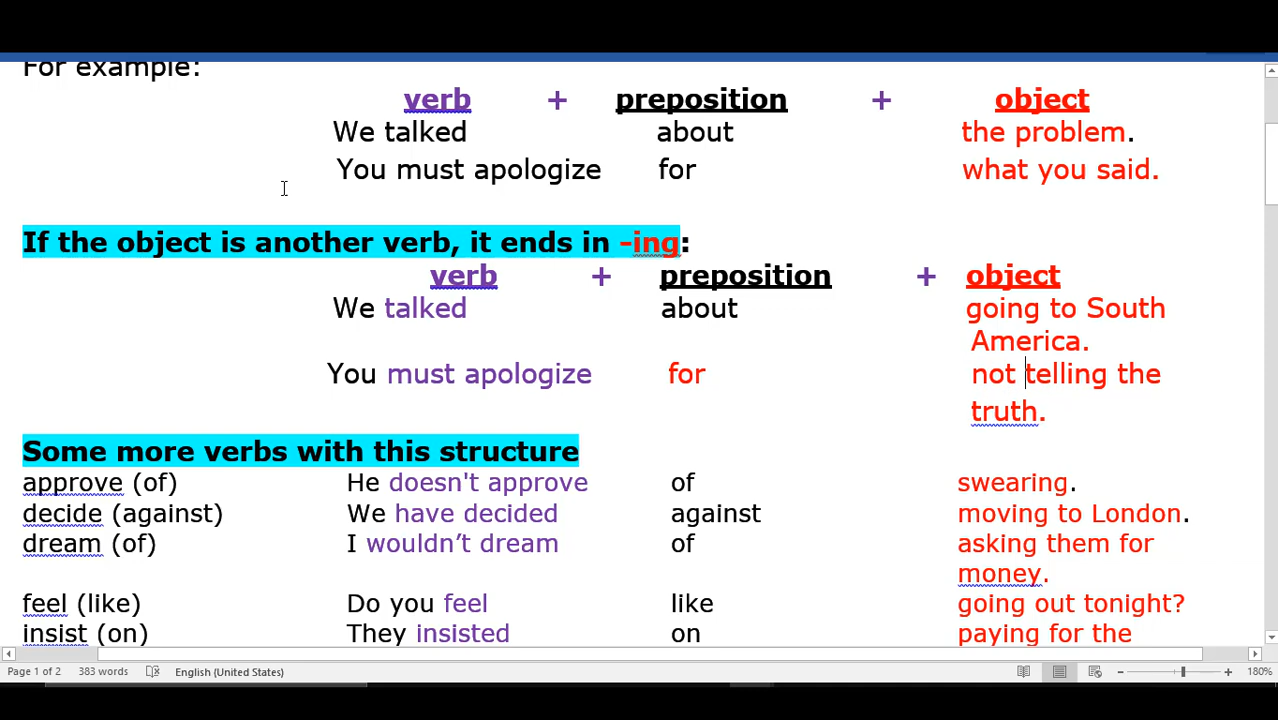 For example:
verb + preposition + object
We talked about the problem.
You must apologize for what you said.
If the object is another verb, it ends in -ing:
verb + preposition + object
We talked about going to South
America.
You must apologize for not telling the
truth.
Some more verbs with this structure
approve (of) He doesn't approve of swearing.
decide (against) We have decided against moving to London.
dream (of) I wouldn’t dream of asking them for
money.
feel (like) Do you feel like going out tonight?
insist (on) They insisted on paying for the
Page 1 of 2 383 words English (United States) 180%